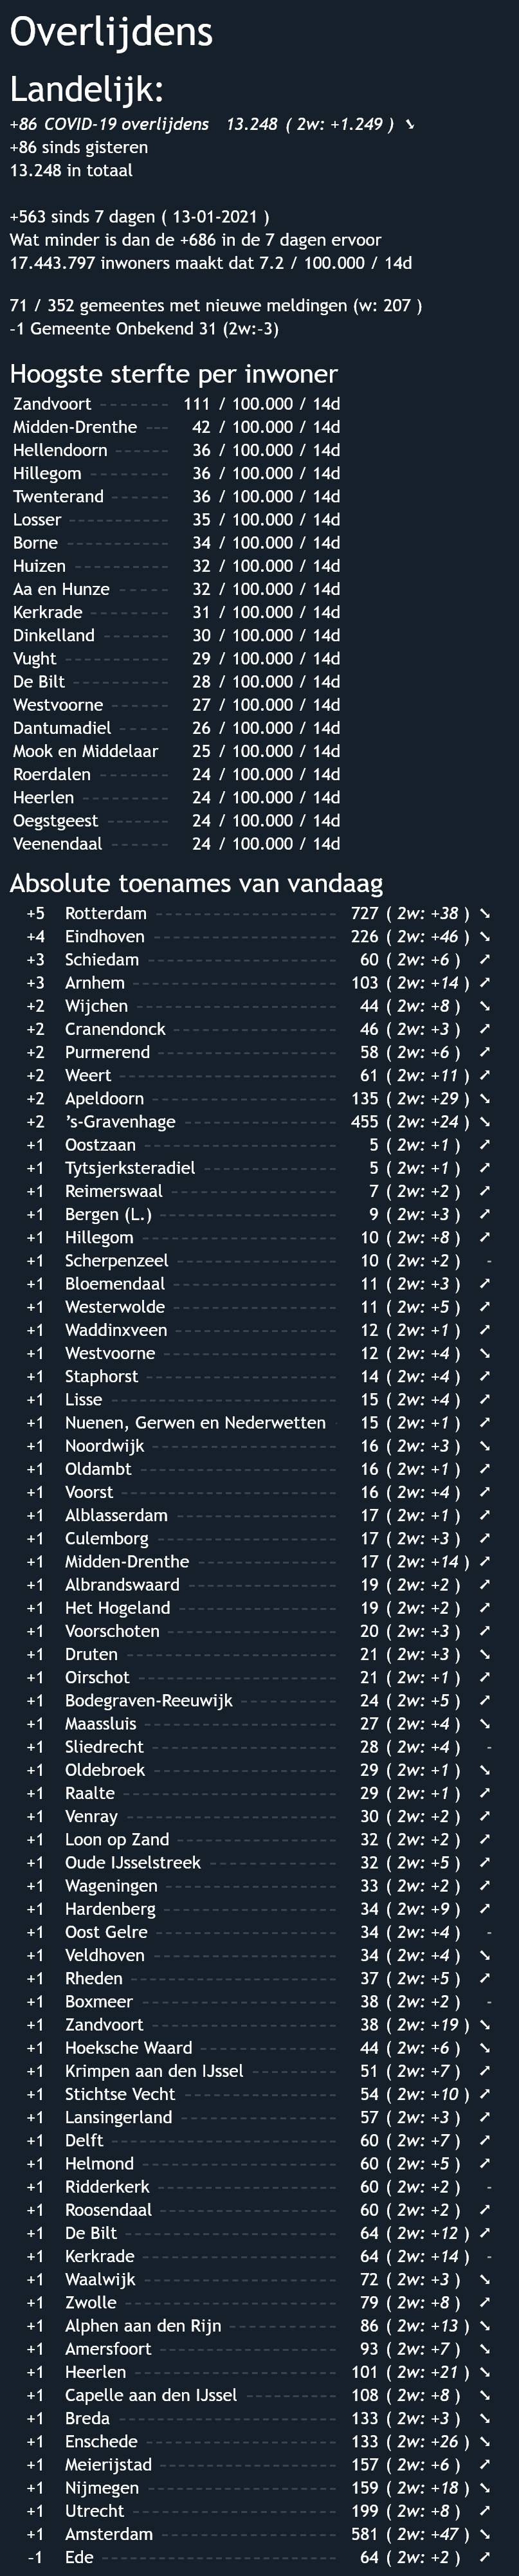 Overlijdens
Landelijk:
+86 COVID-19 overlijdens 13.248 ( 2w: +1.249 ) ➘
+86 sinds gisteren
13.248 in totaal
+563 sinds 7 dagen ( 13-01-2021 )
Wat minder is dan de +686 in de 7 dagen ervoor
17.443.797 inwoners maakt dat 7.2 / 100.000 / 14d
71 / 352 gemeentes met nieuwe meldingen (w: 207 )
-1 Gemeente Onbekend 31 (2w:-3)
Hoogste sterfte per inwoner
Zandvoort ------- 111 / 100.000 / 14d
Midden-Drenthe --- 42 / 100.000 / 14d
Hellendoorn ------ 36 / 100.000 / 14d
Hillegom -------- 36 / 100.000 / 14d
Twenterand ------ 36 / 100.000 / 14d
Losser ---------- 35 / 100.000 / 14d
Borne ----------- 34 / 100.000 / 14d
Huizen ---------- 32 / 100.000 / 14d
Aa en Hunze ------ 32 / 100.000 / 14d
Kerkrade -------- 31 / 100.000 / 14d
Dinkelland ------- 30 / 100.000 / 14d
Vught ----------- 29 / 100.000 / 14d
De Bilt ---------- 28 / 100.000 / 14d
Westvoorne ------ 27 / 100.000 / 14d
Dantumadiel ----- 26 / 100.000 / 14d
Mook en Middelaar 25 / 100.000 / 14d
Roerdalen ------- 24 / 100.000 / 14d
Heerlen --------- 24 / 100.000 / 14d
Oegstgeest ------ 24 / 100.000 / 14d
Veenendaal ------ 24 / 100.000 / 14d
Absolute toenames van vandaag
+5 Rotterdam 727 ( 2w: +38 ) ➘
+4 Eindhoven 226 ( 2w: +46 ) ➘
+3 Schiedam 60 ( 2w: +6 ) ➚
+3 Arnhem 103 ( 2w: +14 ) ➚
+2 Wijchen 44 ( 2w: +8 ) ➘
+2 Cranendonck 46 ( 2w: +3 ) ➚
+2 Purmerend 58 ( 2w: +6 ) ➚
+2 Weert 61 ( 2w: +11 ) ➚
+2 Apeldoorn 135 ( 2w: +29 ) ➘
+2 's-Gravenhage 455 ( 2w: +24 ) ➘
+1 Oostzaan 5 ( 2w: +1 ) ➚
+1 Tytsjerksteradiel 5 ( 2w: +1 ) ➚
+1 Reimerswaal 7 ( 2w: +2 ) ➚
+1 Bergen (L.) 9 ( 2w: +3 ) ➚
+1 Hillegom 10 ( 2w: +8 ) ➚
+1 Scherpenzeel 10 ( 2w: +2 ) -
+1 Bloemendaal 11 ( 2w: +3 ) ➚
+1 Westerwolde 11 ( 2w: +5 ) ➚
+1 Waddinxveen 12 ( 2w: +1 ) ➚
+1 Westvoorne 12 ( 2w: +4 ) ➘
+1 Staphorst 14 ( 2w: +4 ) ➚
+1 Lisse 15 ( 2w: +4 ) ➚
+1 Nuenen, Gerwen en Nederwetten 15 ( 2w: +1 ) ➚
+1 Noordwijk 16 ( 2w: +3 ) ➘
+1 Oldambt 16 ( 2w: +1 ) ➚
+1 Voorst 16 ( 2w: +4 ) ➚
+1 Alblasserdam 17 ( 2w: +1 ) ➚
+1 Culemborg 17 ( 2w: +3 ) ➚
+1 Midden-Drenthe 17 ( 2w: +14 ) ➚
+1 Albrandswaard 19 ( 2w: +2 ) ➚
+1 Het Hogeland 19 ( 2w: +2 ) ➚
+1 Voorschoten 20 ( 2w: +3 ) ➚
+1 Druten 21 ( 2w: +3 ) ➘
+1 Oirschot 21 ( 2w: +1 ) ➚
+1 Bodegraven-Reeuwijk 24 ( 2w: +5 ) ➚
+1 Maassluis 27 ( 2w: +4 ) ➘
+1 Sliedrecht 28 ( 2w: +4 ) -
+1 Oldebroek 29 ( 2w: +1 ) ➘
+1 Raalte 29 ( 2w: +1 ) ➚
+1 Venray 30 ( 2w: +2 ) ➚
+1 Loon op Zand 32 ( 2w: +2 ) ➚
+1 Oude IJsselstreek 32 ( 2w: +5 ) ➚
+1 Wageningen 33 ( 2w: +2 ) ➚
+1 Hardenberg 34 ( 2w: +9 ) ➚
+1 Oost Gelre 34 ( 2w: +4 ) -
+1 Veldhoven 34 ( 2w: +4 ) ➘
+1 Rheden 37 ( 2w: +5 ) ➚
+1 Boxmeer 38 ( 2w: +2 ) -
+1 Zandvoort 38 ( 2w: +19 ) ➘
+1 Hoeksche Waard 44 ( 2w: +6 ) ➘
+1 Krimpen aan den IJssel 51 ( 2w: +7 ) ➚
+1 Stichtse Vecht 54 ( 2w: +10 ) ➚
+1 Lansingerland 57 ( 2w: +3 ) ➚
+1 Delft 60 ( 2w: +7 ) ➚
+1 Helmond 60 ( 2w: +5 ) ➚
+1 Ridderkerk 60 ( 2w: +2 ) -
+1 Roosendaal 60 ( 2w: +2 ) ➚
+1 De Bilt 64 ( 2w: +12 ) ➚
+1 Kerkrade 64 ( 2w: +14 ) -
+1 Waalwijk 72 ( 2w: +3 ) ➘
+1 Zwolle 79 ( 2w: +8 ) ➚
+1 Alphen aan den Rijn 86 ( 2w: +13 ) ➘
+1 Amersfoort 93 ( 2w: +7 ) ➘
+1 Heerlen 101 ( 2w: +21 ) ➘
+1 Capelle aan den IJssel 108 ( 2w: +8 ) ➘
+1 Breda 133 ( 2w: +3 ) ➘
+1 Enschede 133 ( 2w: +26 ) ➘
+1 Meierijstad 157 ( 2w: +6 ) ➚
+1 Nijmegen 159 ( 2w: +18 ) ➘
+1 Utrecht 199 ( 2w: +8 ) ➚
+1 Amsterdam 581 ( 2w: +47 ) ➘
-1 Ede 64 ( 2w: +2 ) ➚